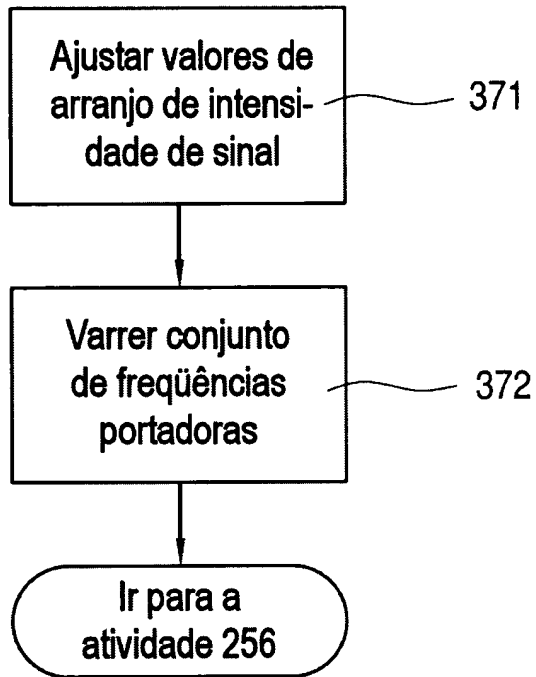 Ajustar valores de
arranjo de intensi-
dade de sinal
371
Varrer conjunto
de freqüências
portadoras
372
Ir para a
atividade 256